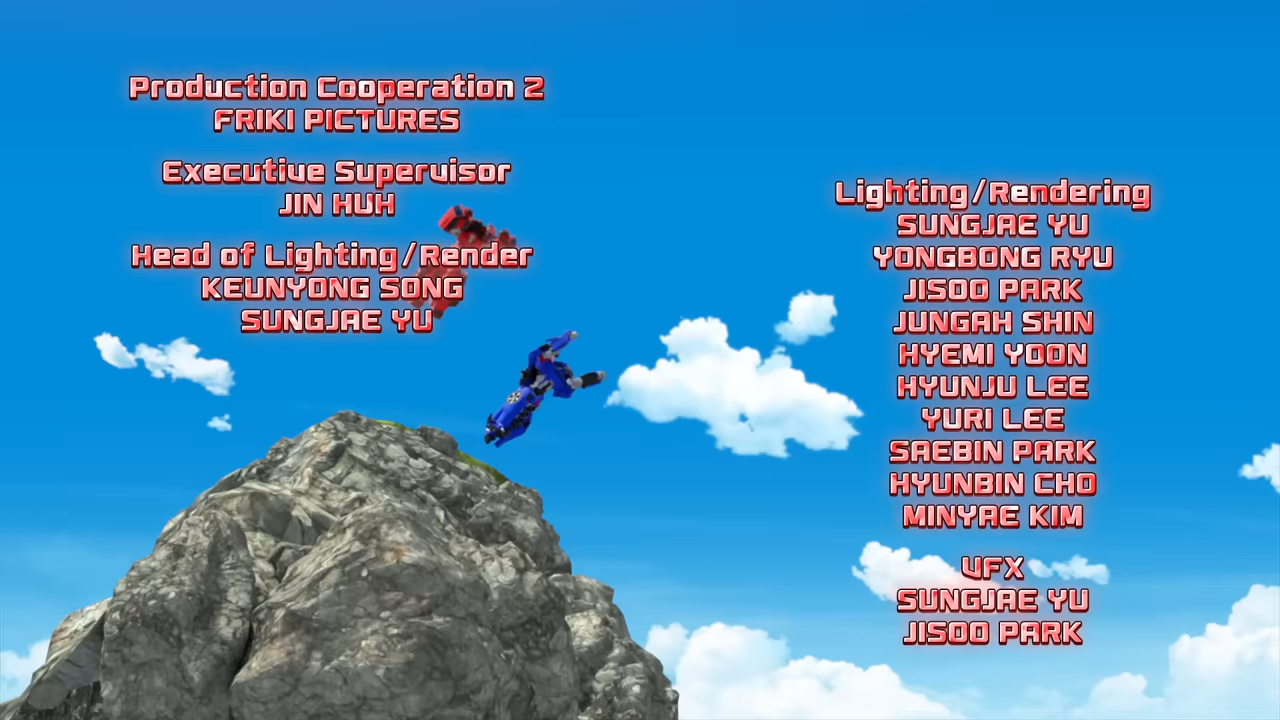 Production Cooperation 2
FRIKI PICTURES
Executive Supervisor
JIN HUH
Head of Lighting/Render
KEUNYONG SONG
SUNGJAE YU
Lighting/Rendering
SUNGJAE YU
YONGBONG RYU
JISOO PARK
JUNGAH SHIN
HYEMI YOON
HYUNJU LEE
YURI LEE
SAEBIN PARK
HYUNBIN CHO
MINYAE KIM
VFX
SUNGJAE YU
JISOO PARK